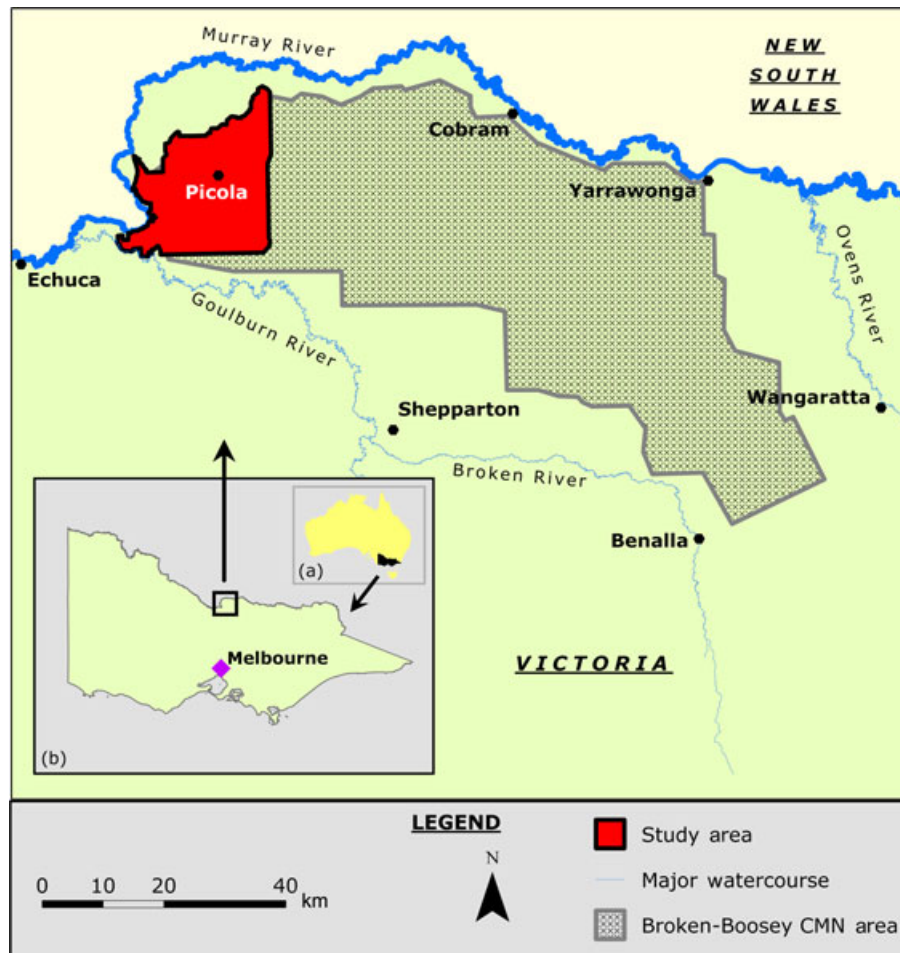 Murray River
NEW
SOUTH
WALES
Cobram
Picola
Yarrawonga
Echuca
Goulburn River
Ovens River
Wangaratta
Shepparton
Broken River
Benalla
(a)
Melbourne
VICTORIA
(b)
LEGEND
N
0 10 20 40
km
Study area
Major watercourse
Broken-Boosey CMN area